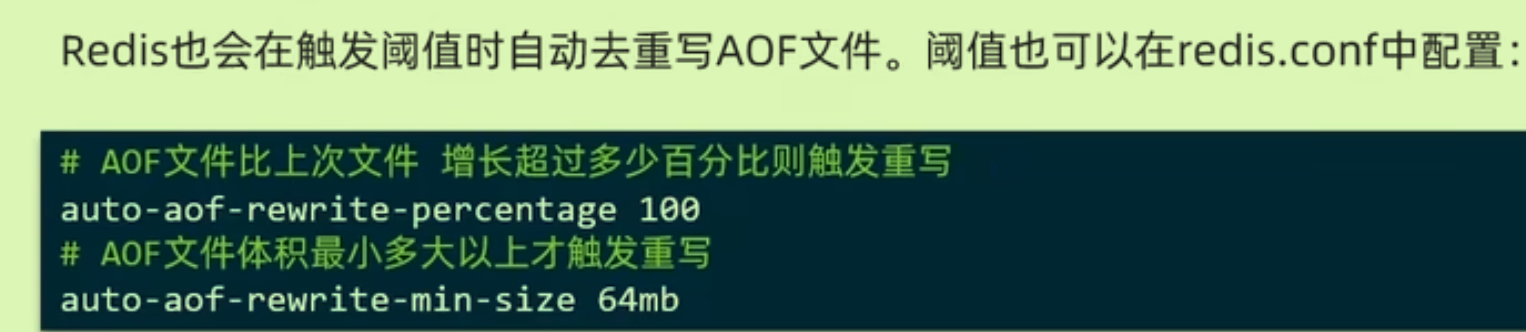 Redis也会在触发阈值时自动去重写AOF文件。阈值也可以在redis.conf中配置：
# AOF文件比上次文件 增长超过多少百分比则触发重写
auto-aof-rewrite-percentage 100
# AOF文件体积最小多大以上才触发重写
auto-aof-rewrite-min-size 64mb